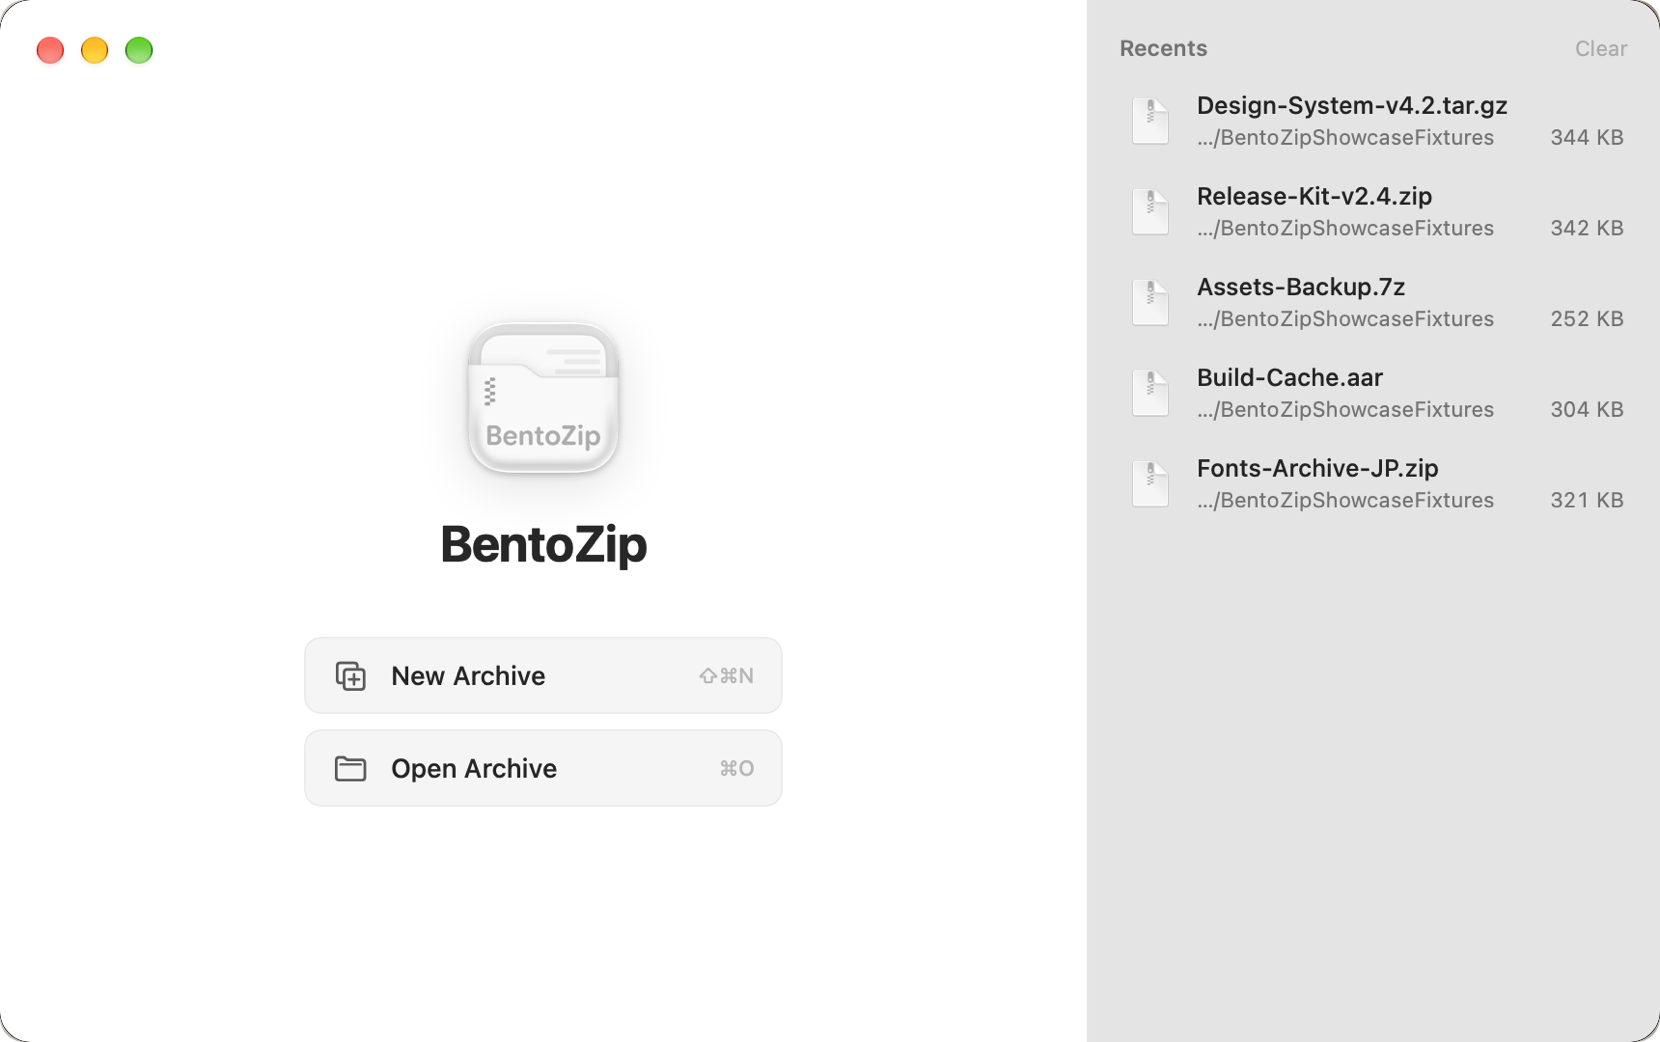 Recents
Clear
Design-System-v4.2.tar.gz
.../BentoZipShowcaseFixtures 344 KB
Release-Kit-v2.4.zip
.../BentoZipShowcaseFixtures 342 KB
Assets-Backup.7z
.../BentoZipShowcaseFixtures 252 KB
Build-Cache.aar
.../BentoZipShowcaseFixtures 304 KB
Fonts-Archive-JP.zip
.../BentoZipShowcaseFixtures 321 KB
BentoZip
BentoZip
New Archive ⇧⌘N
Open Archive ⌘O